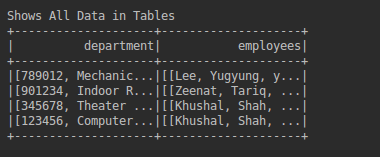 Shows All Data in Tables
+--------------------+--------------------+
|          department|           employees|
+--------------------+--------------------+
|[789012, Mechanic...|[[Lee, Yugyung, y...|
|[901234, Indoor R...|[[Zeenat, Tariq, ...|
|[345678, Theater ...|[[Khushal, Shah, ...|
|[123456, Computer...|[[Khushal, Shah, ...|
+--------------------+--------------------+